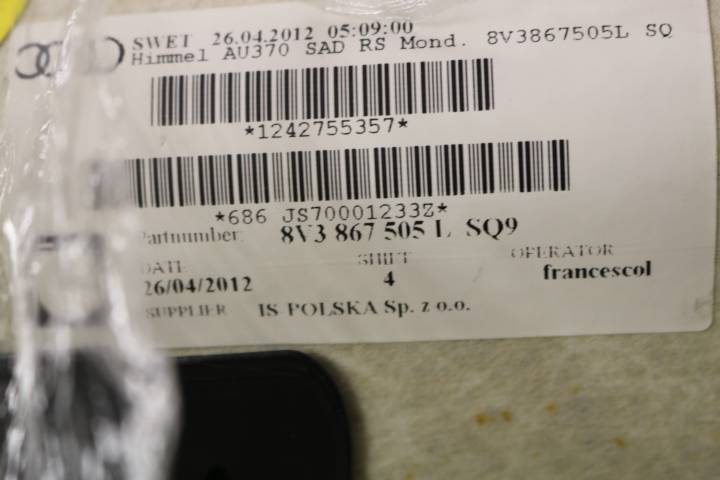 SWET 26.04.2012 05:09:00
Himmel AU370 SAD RS Mond. 8V3867505L SQ
*1242755357*
*686 JS70001233Z*
Partnumber 8V3 867 505 L SQ9
DATE SHIFT OPERATOR
26/04/2012 4 francescol
SUPPLIER IS POLSKA Sp. z o.o.